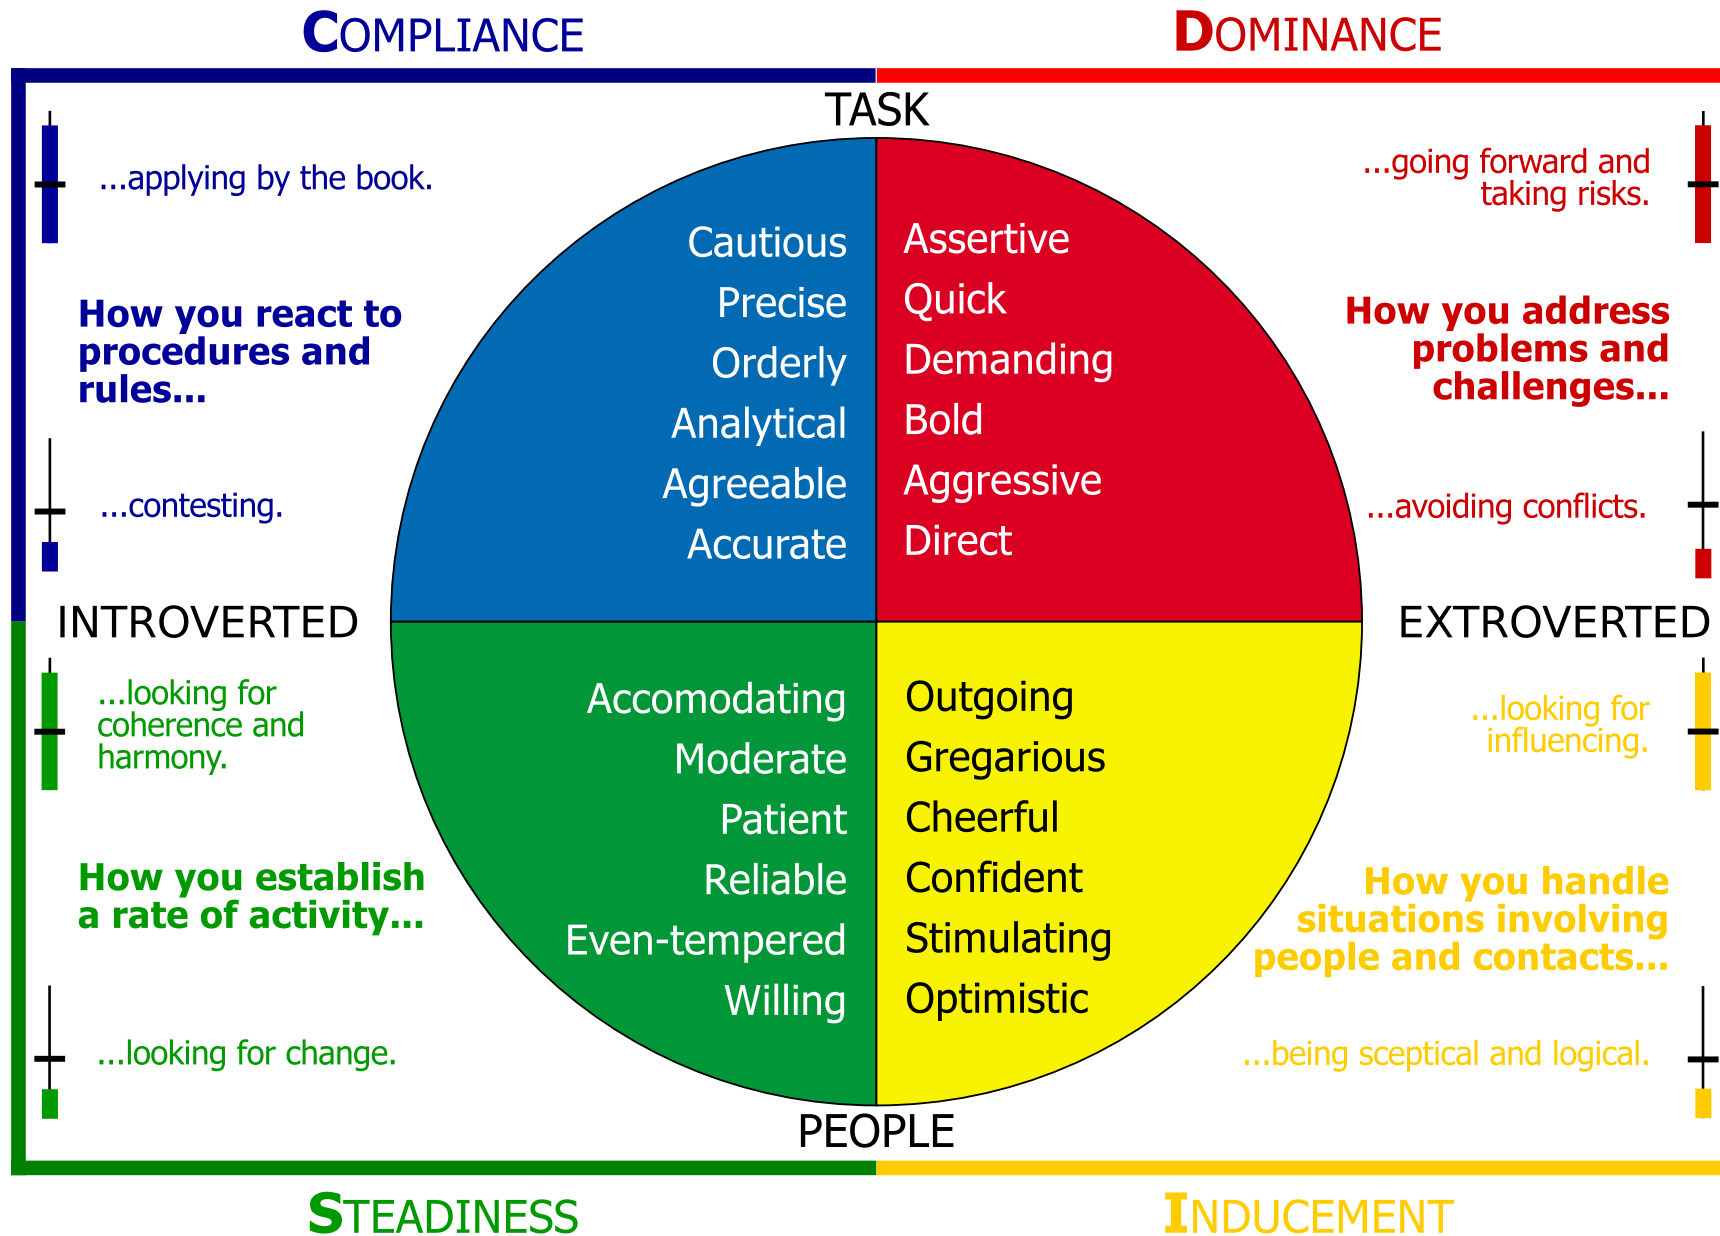 COMPLIANCE
DOMINANCE
TASK
...applying by the book.
How you react to
procedures and
rules...
...contesting.
Cautious
Precise
Orderly
Analytical
Agreeable
Accurate
Assertive
Quick
Demanding
Bold
Aggressive
Direct
...going forward and
taking risks.
How you address
problems and
challenges...
...avoiding conflicts.
INTROVERTED
EXTROVERTED
...looking for
coherence and
harmony.
How you establish
a rate of activity...
...looking for change.
Accomodating
Moderate
Patient
Reliable
Even-tempered
Willing
Outgoing
Gregarious
Cheerful
Confident
Stimulating
Optimistic
...looking for
influencing.
How you handle
situations involving
people and contacts...
...being sceptical and logical.
PEOPLE
STEADINESS
INDUCEMENT